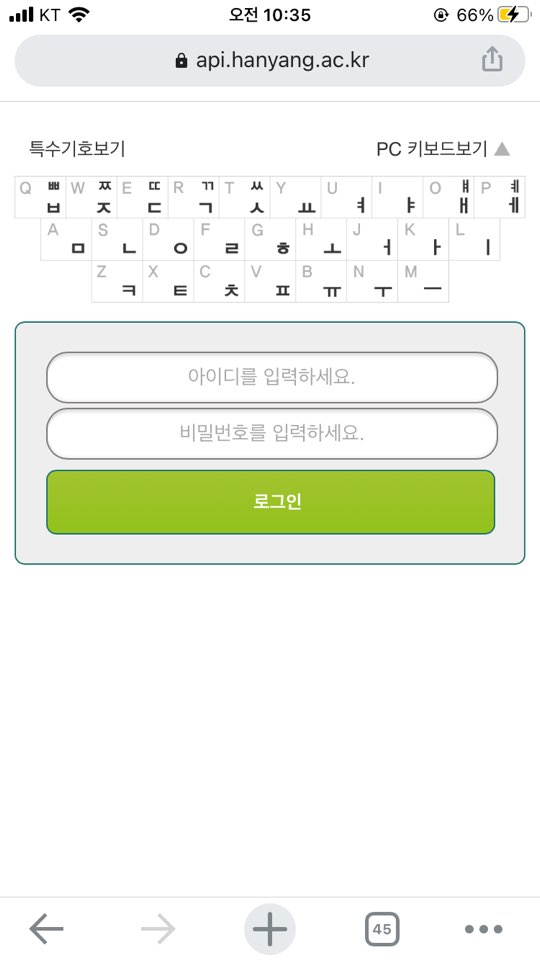 KT 오전 10:35 66%
api.hanyang.ac.kr
특수기호보기 PC 키보드보기 ▲
Q ㅃ ㅂ W ㅉ ㅈ E ㄸ ㄷ R ㄲ ㄱ T ㅆ ㅅ Y ㅛ U ㅕ I ㅑ O ㅒ ㅐ P ㅖ ㅔ
A ㅁ S ㄴ D ㅇ F ㄹ G ㅎ H ㅗ J ㅓ K ㅏ L ㅣ
Z ㅋ X ㅌ C ㅊ V ㅍ B ㅠ N ㅜ M ㅡ
아이디를 입력하세요.
비밀번호를 입력하세요.
로그인
45